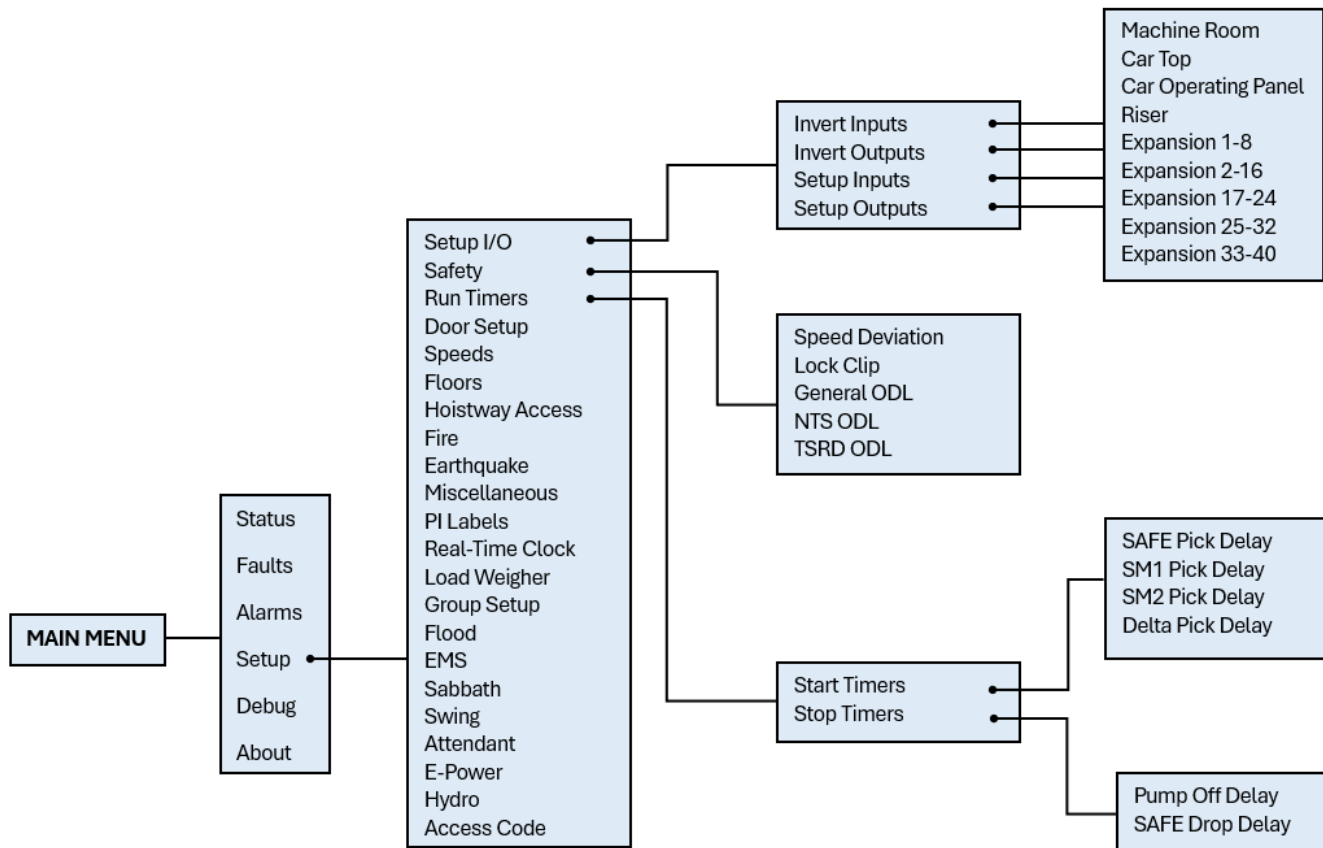 MAIN MENU
Status
Faults
Alarms
Setup
Debug
About
Setup I/O
Safety
Run Timers
Door Setup
Speeds
Floors
Hoistway Access
Fire
Earthquake
Miscellaneous
PI Labels
Real-Time Clock
Load Weigher
Group Setup
Flood
EMS
Sabbath
Swing
Attendant
E-Power
Hydro
Access Code
Invert Inputs
Invert Outputs
Setup Inputs
Setup Outputs
Machine Room
Car Top
Car Operating Panel
Riser
Expansion 1-8
Expansion 2-16
Expansion 17-24
Expansion 25-32
Expansion 33-40
Speed Deviation
Lock Clip
General ODL
NTS ODL
TSRD ODL
Start Timers
Stop Timers
SAFE Pick Delay
SM1 Pick Delay
SM2 Pick Delay
Delta Pick Delay
Pump Off Delay
SAFE Drop Delay